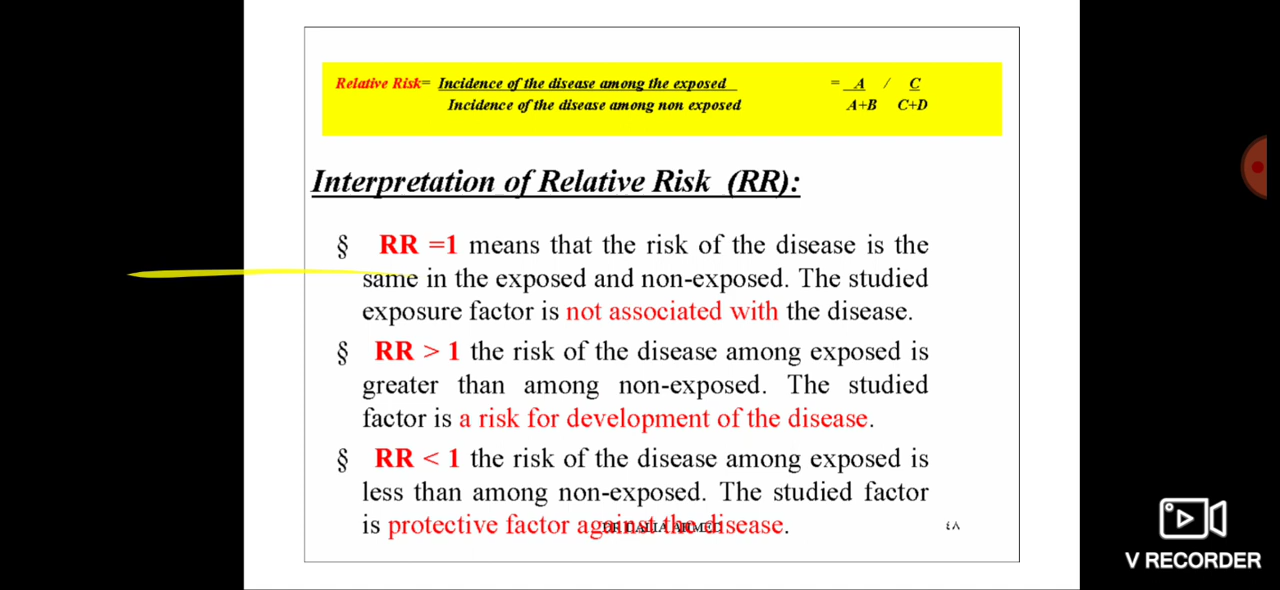 Relative Risk= Incidence of the disease among the exposed = A / C
Incidence of the disease among non exposed A+B C+D
Interpretation of Relative Risk (RR):
§ RR =1 means that the risk of the disease is the
same in the exposed and non-exposed. The studied
exposure factor is not associated with the disease.
§ RR > 1 the risk of the disease among exposed is
greater than among non-exposed. The studied
factor is a risk for development of the disease.
§ RR < 1 the risk of the disease among exposed is
less than among non-exposed. The studied factor
is protective factor against the disease.
DR DALIA AHMED
٤٨
V RECORDER